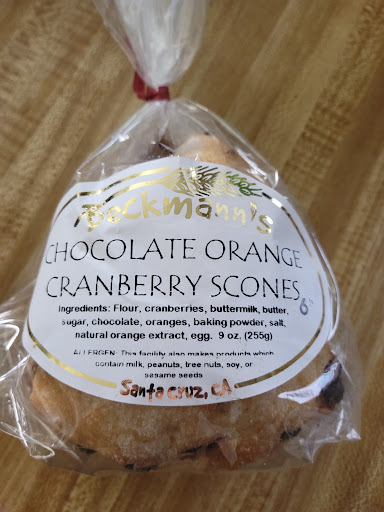 Beckmann's
CHOCOLATE ORANGE
CRANBERRY SCONES 6"
Ingredients: Flour, cranberries, buttermilk, butter,
sugar, chocolate, oranges, baking powder, salt,
natural orange extract, egg. 9 oz. (255g)
ALLERGEN: This facility also makes products which
contain milk, peanuts, tree nuts, soy, or
sesame seeds
Santa Cruz, CA